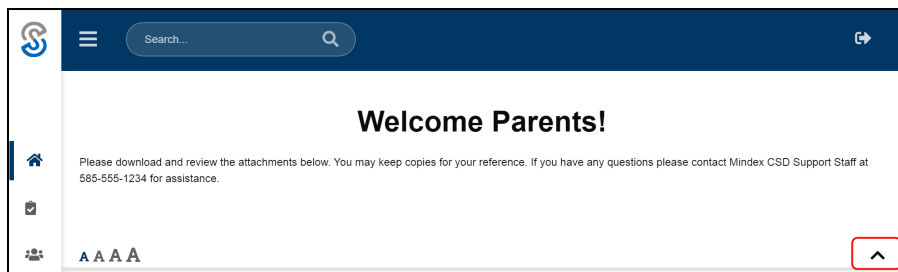 Search...
Welcome Parents!
Please download and review the attachments below. You may keep copies for your reference. If you have any questions please contact Mindex CSD Support Staff at
585-555-1234 for assistance.
A A A A